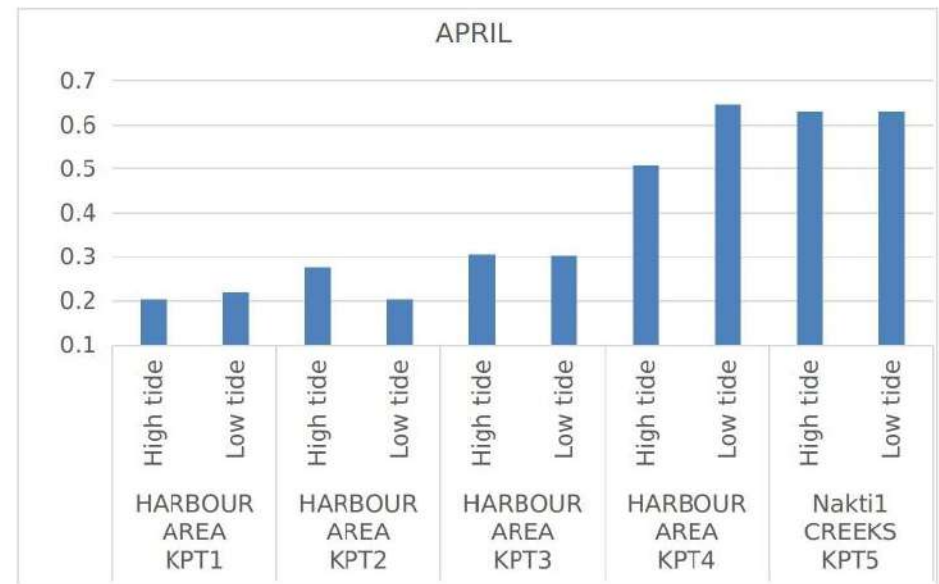 APRIL
0.7
0.6
0.5
0.4
0.3
0.2
0.1
High tide
Low tide
High tide
Low tide
High tide
Low tide
High tide
Low tide
High tide
Low tide
HARBOUR AREA KPT1
HARBOUR AREA KPT2
HARBOUR AREA KPT3
HARBOUR AREA KPT4
Nakti1 CREEKS KPT5